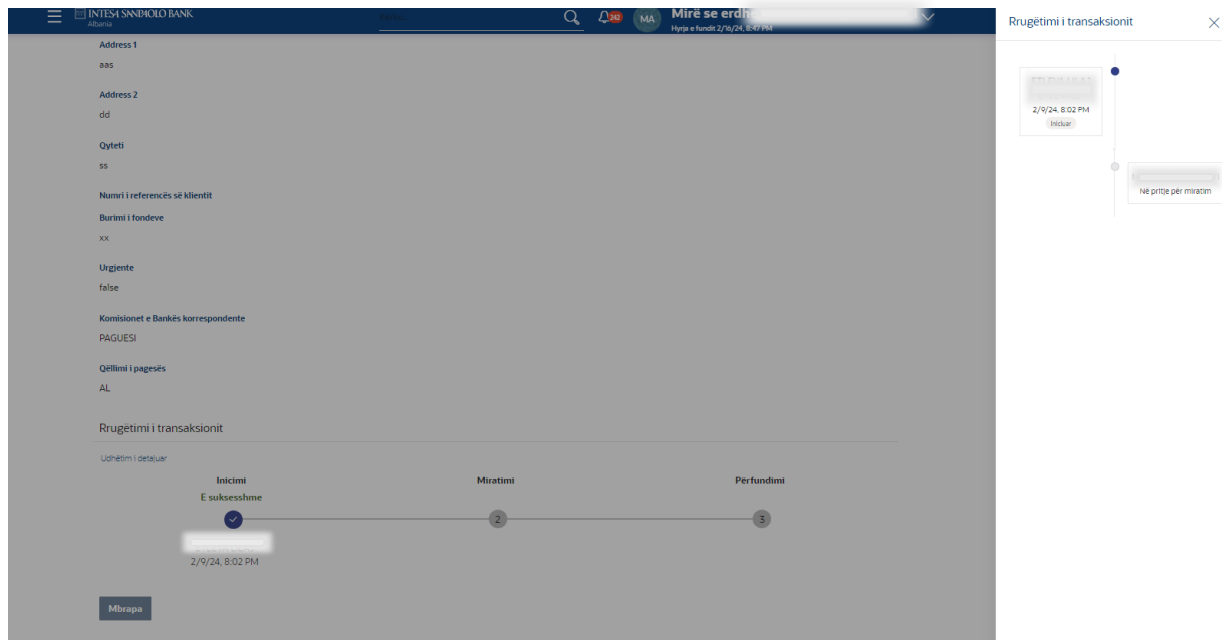 INTESA SANPAOLO BANK
Albania
242
MA
Mirë se erdh
Hyrja e fundit 2/16/24, 8:47 PM
Rrugëtimi i transaksionit
Address 1
aas
Address 2
dd
Qyteti
ss
Numri i referencës së klientit
Burimi i fondeve
xx
Urgjente
false
Komisionet e Bankës korrespondente
PAGUESI
Qëllimi i pagesës
AL
Rrugëtimi i transaksionit
Udhëtim i detajuar
Inicimi
Miratimi
Përfundimi
E suksesshme
2
3
2/9/24, 8:02 PM
Mbrapa
2/9/24, 8:02 PM
Iniciuar
Në pritje për miratim